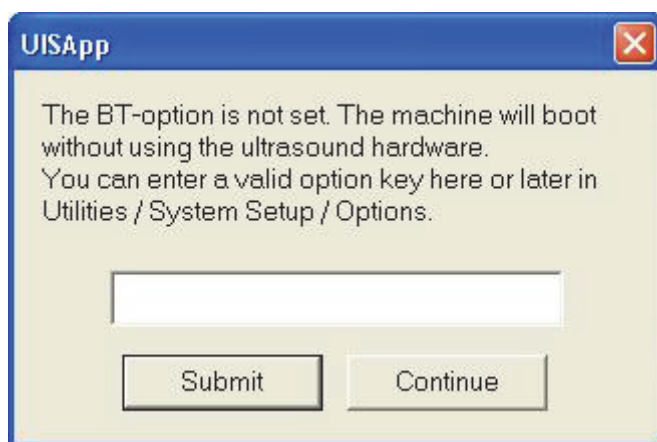 UISApp
The BT-option is not set. The machine will boot
without using the ultrasound hardware.
You can enter a valid option key here or later in
Utilities / System Setup / Options.
Submit Continue